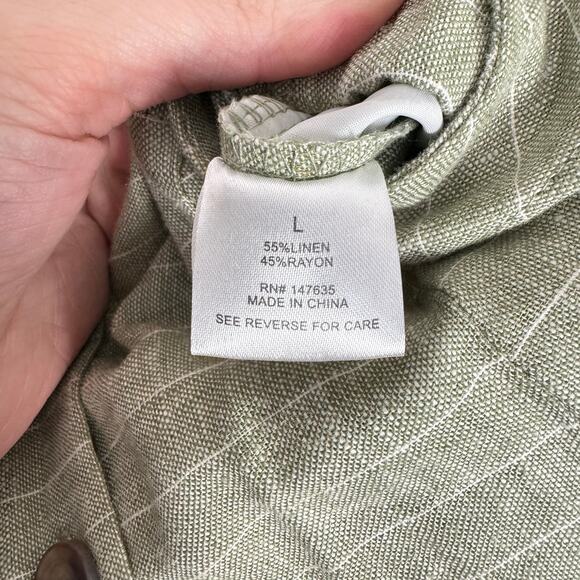 L
55%LINEN
45%RAYON
RN# 147635
MADE IN CHINA
SEE REVERSE FOR CARE